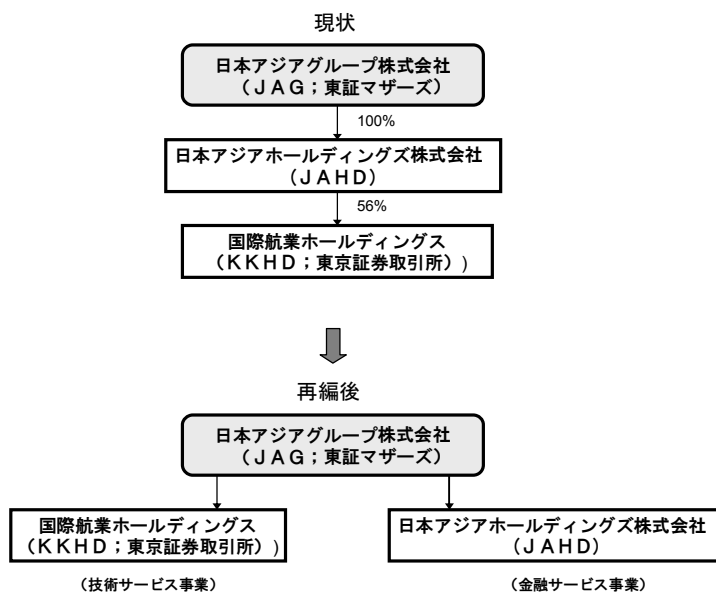 現状
日本アジアグループ株式会社
（ＪＡＧ；東証マザーズ）
100%
日本アジアホールディングズ株式会社
（ＪＡＨＤ）
56%
国際航業ホールディングス
（ＫＫＨＤ；東京証券取引所）)
再編後
日本アジアグループ株式会社
（ＪＡＧ；東証マザーズ）
国際航業ホールディングス
（ＫＫＨＤ；東京証券取引所）)
日本アジアホールディングズ株式会社
（ＪＡＨＤ）
（技術サービス事業）
（金融サービス事業）